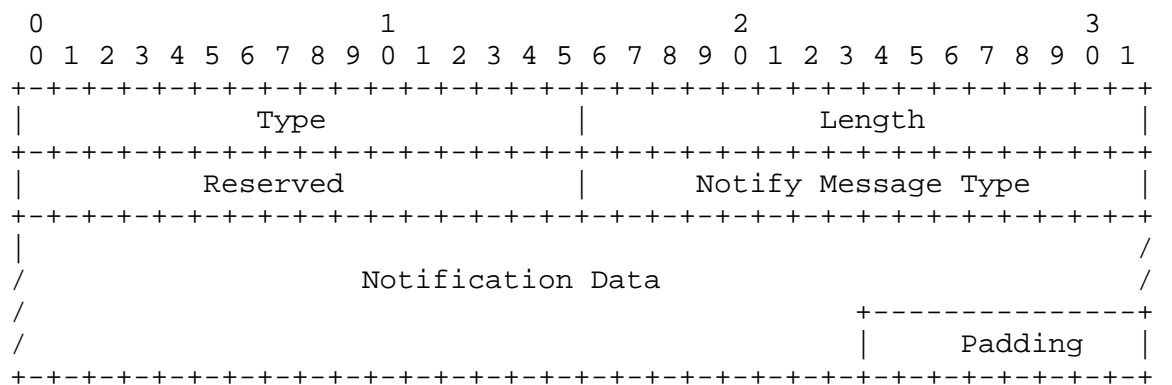 0                   1                   2                   3
 0 1 2 3 4 5 6 7 8 9 0 1 2 3 4 5 6 7 8 9 0 1 2 3 4 5 6 7 8 9 0 1
+-+-+-+-+-+-+-+-+-+-+-+-+-+-+-+-+-+-+-+-+-+-+-+-+-+-+-+-+-+-+-+-+
|             Type              |             Length            |
+-+-+-+-+-+-+-+-+-+-+-+-+-+-+-+-+-+-+-+-+-+-+-+-+-+-+-+-+-+-+-+-+
|          Reserved             |      Notify Message Type      |
+-+-+-+-+-+-+-+-+-+-+-+-+-+-+-+-+-+-+-+-+-+-+-+-+-+-+-+-+-+-+-+-+
|                                                               /
/                   Notification Data                           /
/                                               +---------------+
/                                               |     Padding   |
+-+-+-+-+-+-+-+-+-+-+-+-+-+-+-+-+-+-+-+-+-+-+-+-+-+-+-+-+-+-+-+-+